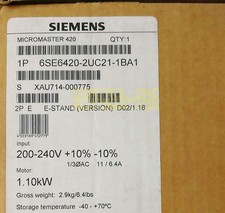 SIEMENS
MICROMASTER 420 QTY:1
1P 6SE6420-2UC21-1BA1
S XAU714-000775
2P E E-STAND (VERSION) D02/1.18
Input:
200-240V +10% -10%
1/3ØAC 11 / 6.4A
Motor:
1.10kW
Gross weight: 2.9kg/6.4lbs
Storage temperature -40 - +70°C